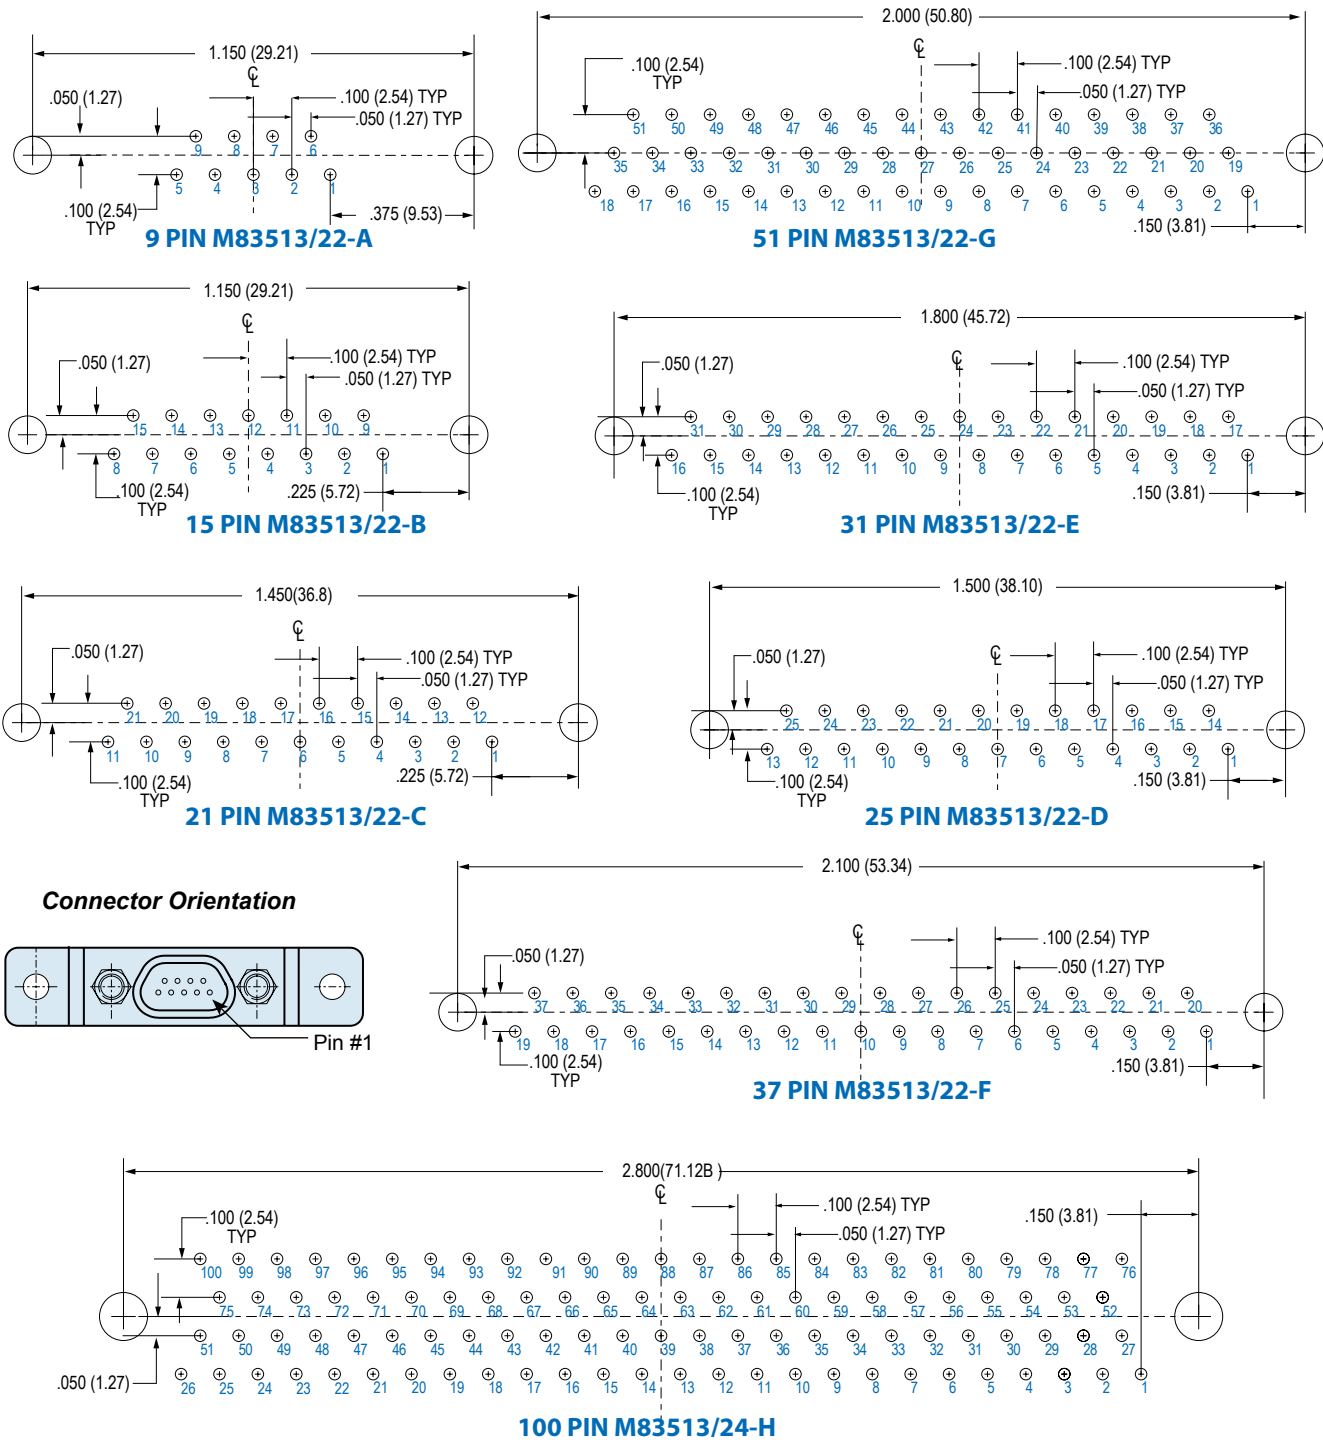 1.150 (29.21)
℄
.050 (1.27)
.100 (2.54) TYP
.050 (1.27) TYP
9 8 7 6
5 4 3 2 1
.100 (2.54)
TYP
.375 (9.53)
9 PIN M83513/22-A
2.000 (50.80)
℄
.100 (2.54)
TYP
.100 (2.54) TYP
.050 (1.27) TYP
51 50 49 48 47 46 45 44 43 42 41 40 39 38 37 36
35 34 33 32 31 30 29 28 27 26 25 24 23 22 21 20 19
18 17 16 15 14 13 12 11 10 9 8 7 6 5 4 3 2 1
.150 (3.81)
51 PIN M83513/22-G
1.150 (29.21)
℄
.050 (1.27)
.100 (2.54) TYP
.050 (1.27) TYP
15 14 13 12 11 10 9
8 7 6 5 4 3 2 1
.100 (2.54)
TYP
.225 (5.72)
15 PIN M83513/22-B
1.800 (45.72)
℄
.050 (1.27)
.100 (2.54) TYP
.050 (1.27) TYP
31 30 29 28 27 26 25 24 23 22 21 20 19 18 17
16 15 14 13 12 11 10 9 8 7 6 5 4 3 2 1
.100 (2.54)
TYP
.150 (3.81)
31 PIN M83513/22-E
1.450(36.8)
℄
.050 (1.27)
.100 (2.54) TYP
.050 (1.27) TYP
21 20 19 18 17 16 15 14 13 12
11 10 9 8 7 6 5 4 3 2 1
.100 (2.54)
TYP
.225 (5.72)
21 PIN M83513/22-C
1.500 (38.10)
℄
.050 (1.27)
.100 (2.54) TYP
.050 (1.27) TYP
25 24 23 22 21 20 19 18 17 16 15 14
13 12 11 10 9 8 7 6 5 4 3 2 1
.100 (2.54)
TYP
.150 (3.81)
25 PIN M83513/22-D
Connector Orientation
Pin #1
2.100 (53.34)
℄
.050 (1.27)
.100 (2.54) TYP
.050 (1.27) TYP
37 36 35 34 33 32 31 30 29 28 27 26 25 24 23 22 21 20
19 18 17 16 15 14 13 12 11 10 9 8 7 6 5 4 3 2 1
.100 (2.54)
TYP
.150 (3.81)
37 PIN M83513/22-F
2.800(71.12B )
℄
.100 (2.54)
TYP
.100 (2.54) TYP
.050 (1.27) TYP
.150 (3.81)
100 99 98 97 96 95 94 93 92 91 90 89 88 87 86 85 84 83 82 81 80 79 78 77 76
75 74 73 72 71 70 69 68 67 66 65 64 63 62 61 60 59 58 57 56 55 54 53 52
51 50 49 48 47 46 45 44 43 42 41 40 39 38 37 36 35 34 33 32 31 30 29 28 27
26 25 24 23 22 21 20 19 18 17 16 15 14 13 12 11 10 9 8 7 6 5 4 3 2 1
.050 (1.27)
100 PIN M83513/24-H